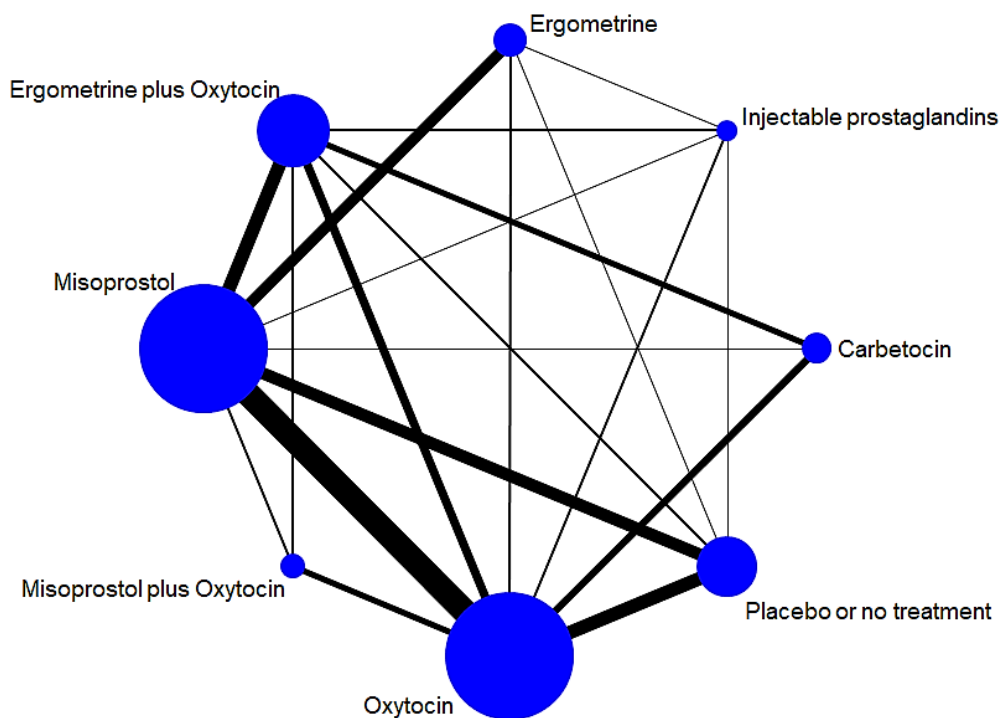 Ergometrine
Ergometrine plus Oxytocin
Injectable prostaglandins
Misoprostol
Carbetocin
Misoprostol plus Oxytocin
Placebo or no treatment
Oxytocin